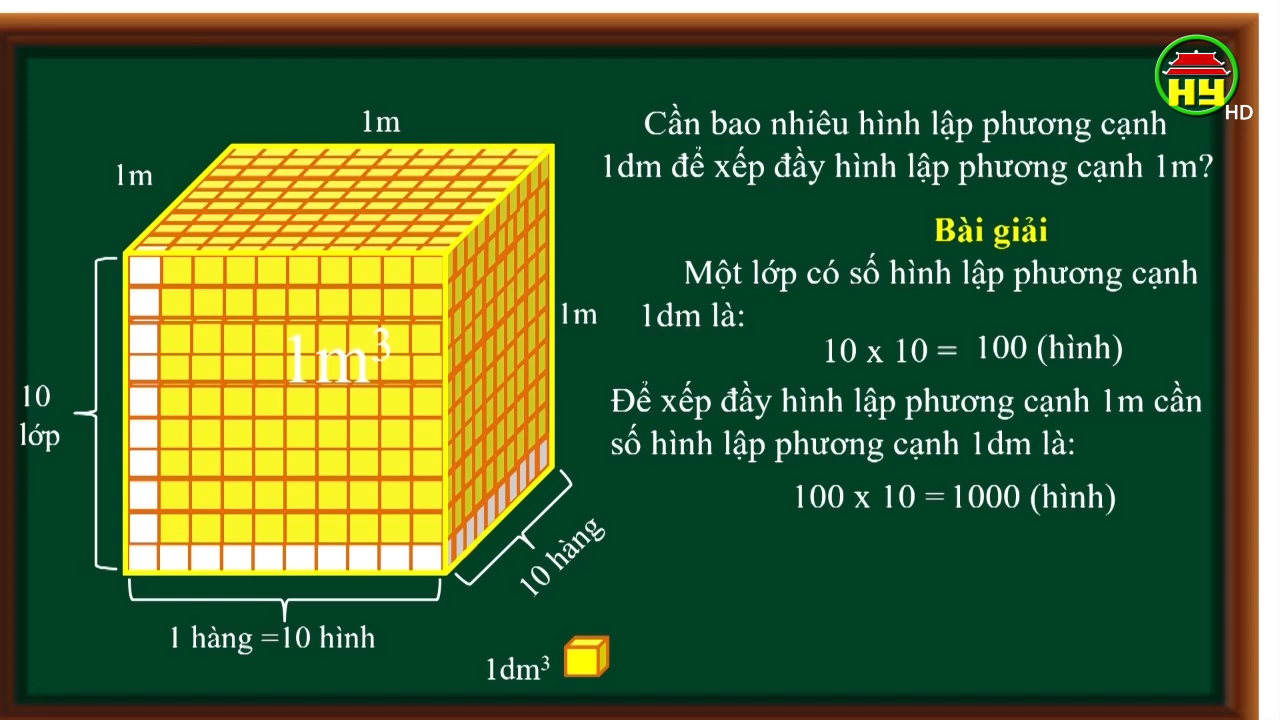 HY
HD
1m
1m
1m
1m³
10
lớp
10 hàng
1 hàng =10 hình
1dm³
Cần bao nhiêu hình lập phương cạnh
1dm để xếp đầy hình lập phương cạnh 1m?
Bài giải
Một lớp có số hình lập phương cạnh
1dm là:
10 x 10 = 100 (hình)
Để xếp đầy hình lập phương cạnh 1m cần
số hình lập phương cạnh 1dm là:
100 x 10 = 1000 (hình)